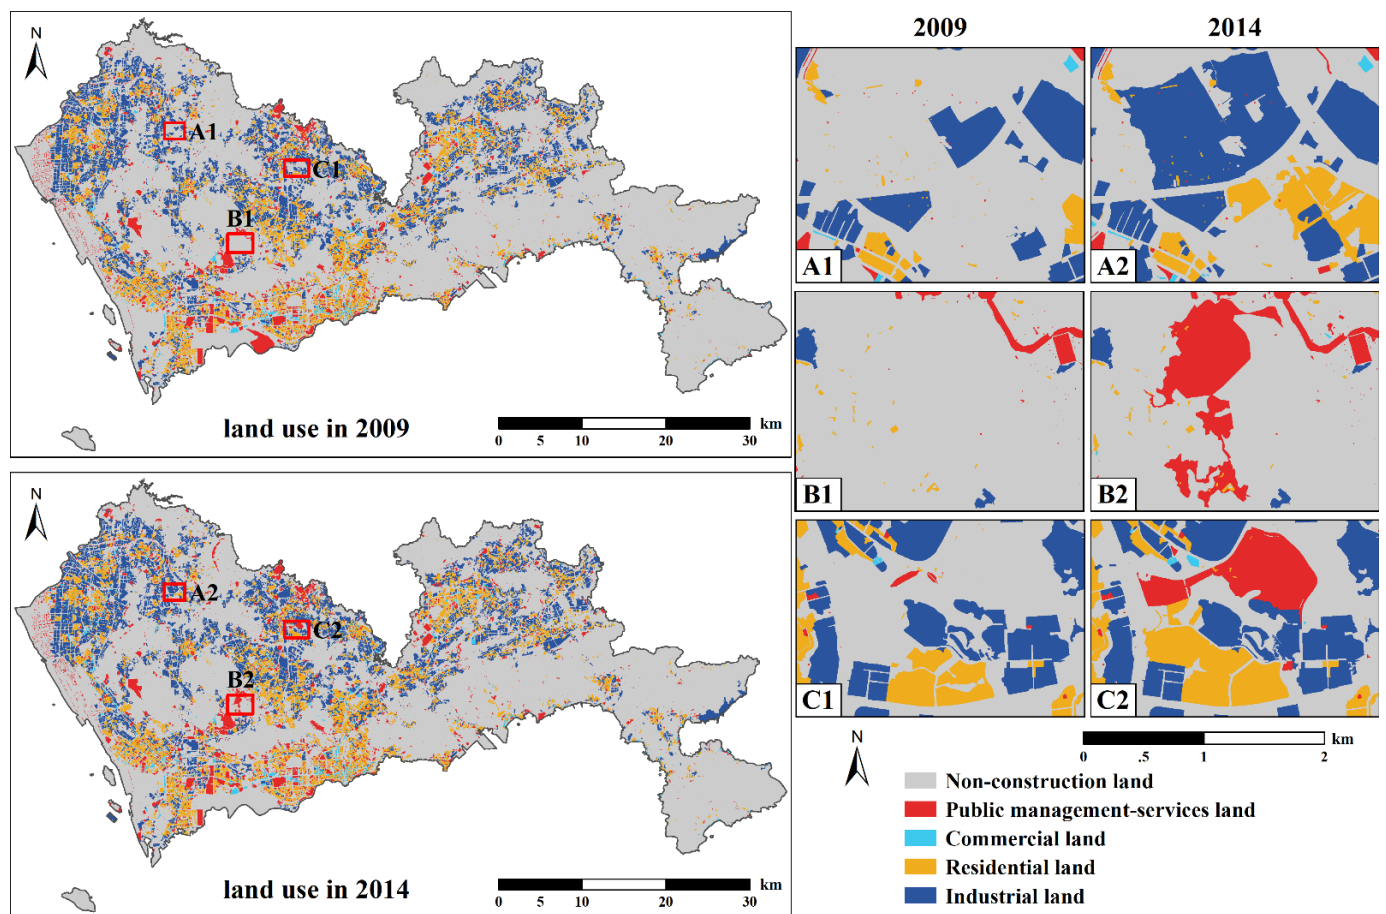 N
A1
C1
B1
land use in 2009
km
0 5 10 20 30
N
A2
C2
B2
land use in 2014
km
0 5 10 20 30
2009 2014
A1 A2
B1 B2
C1 C2
N
km
0 .5 1 2
Non-construction land
Public management-services land
Commercial land
Residential land
Industrial land